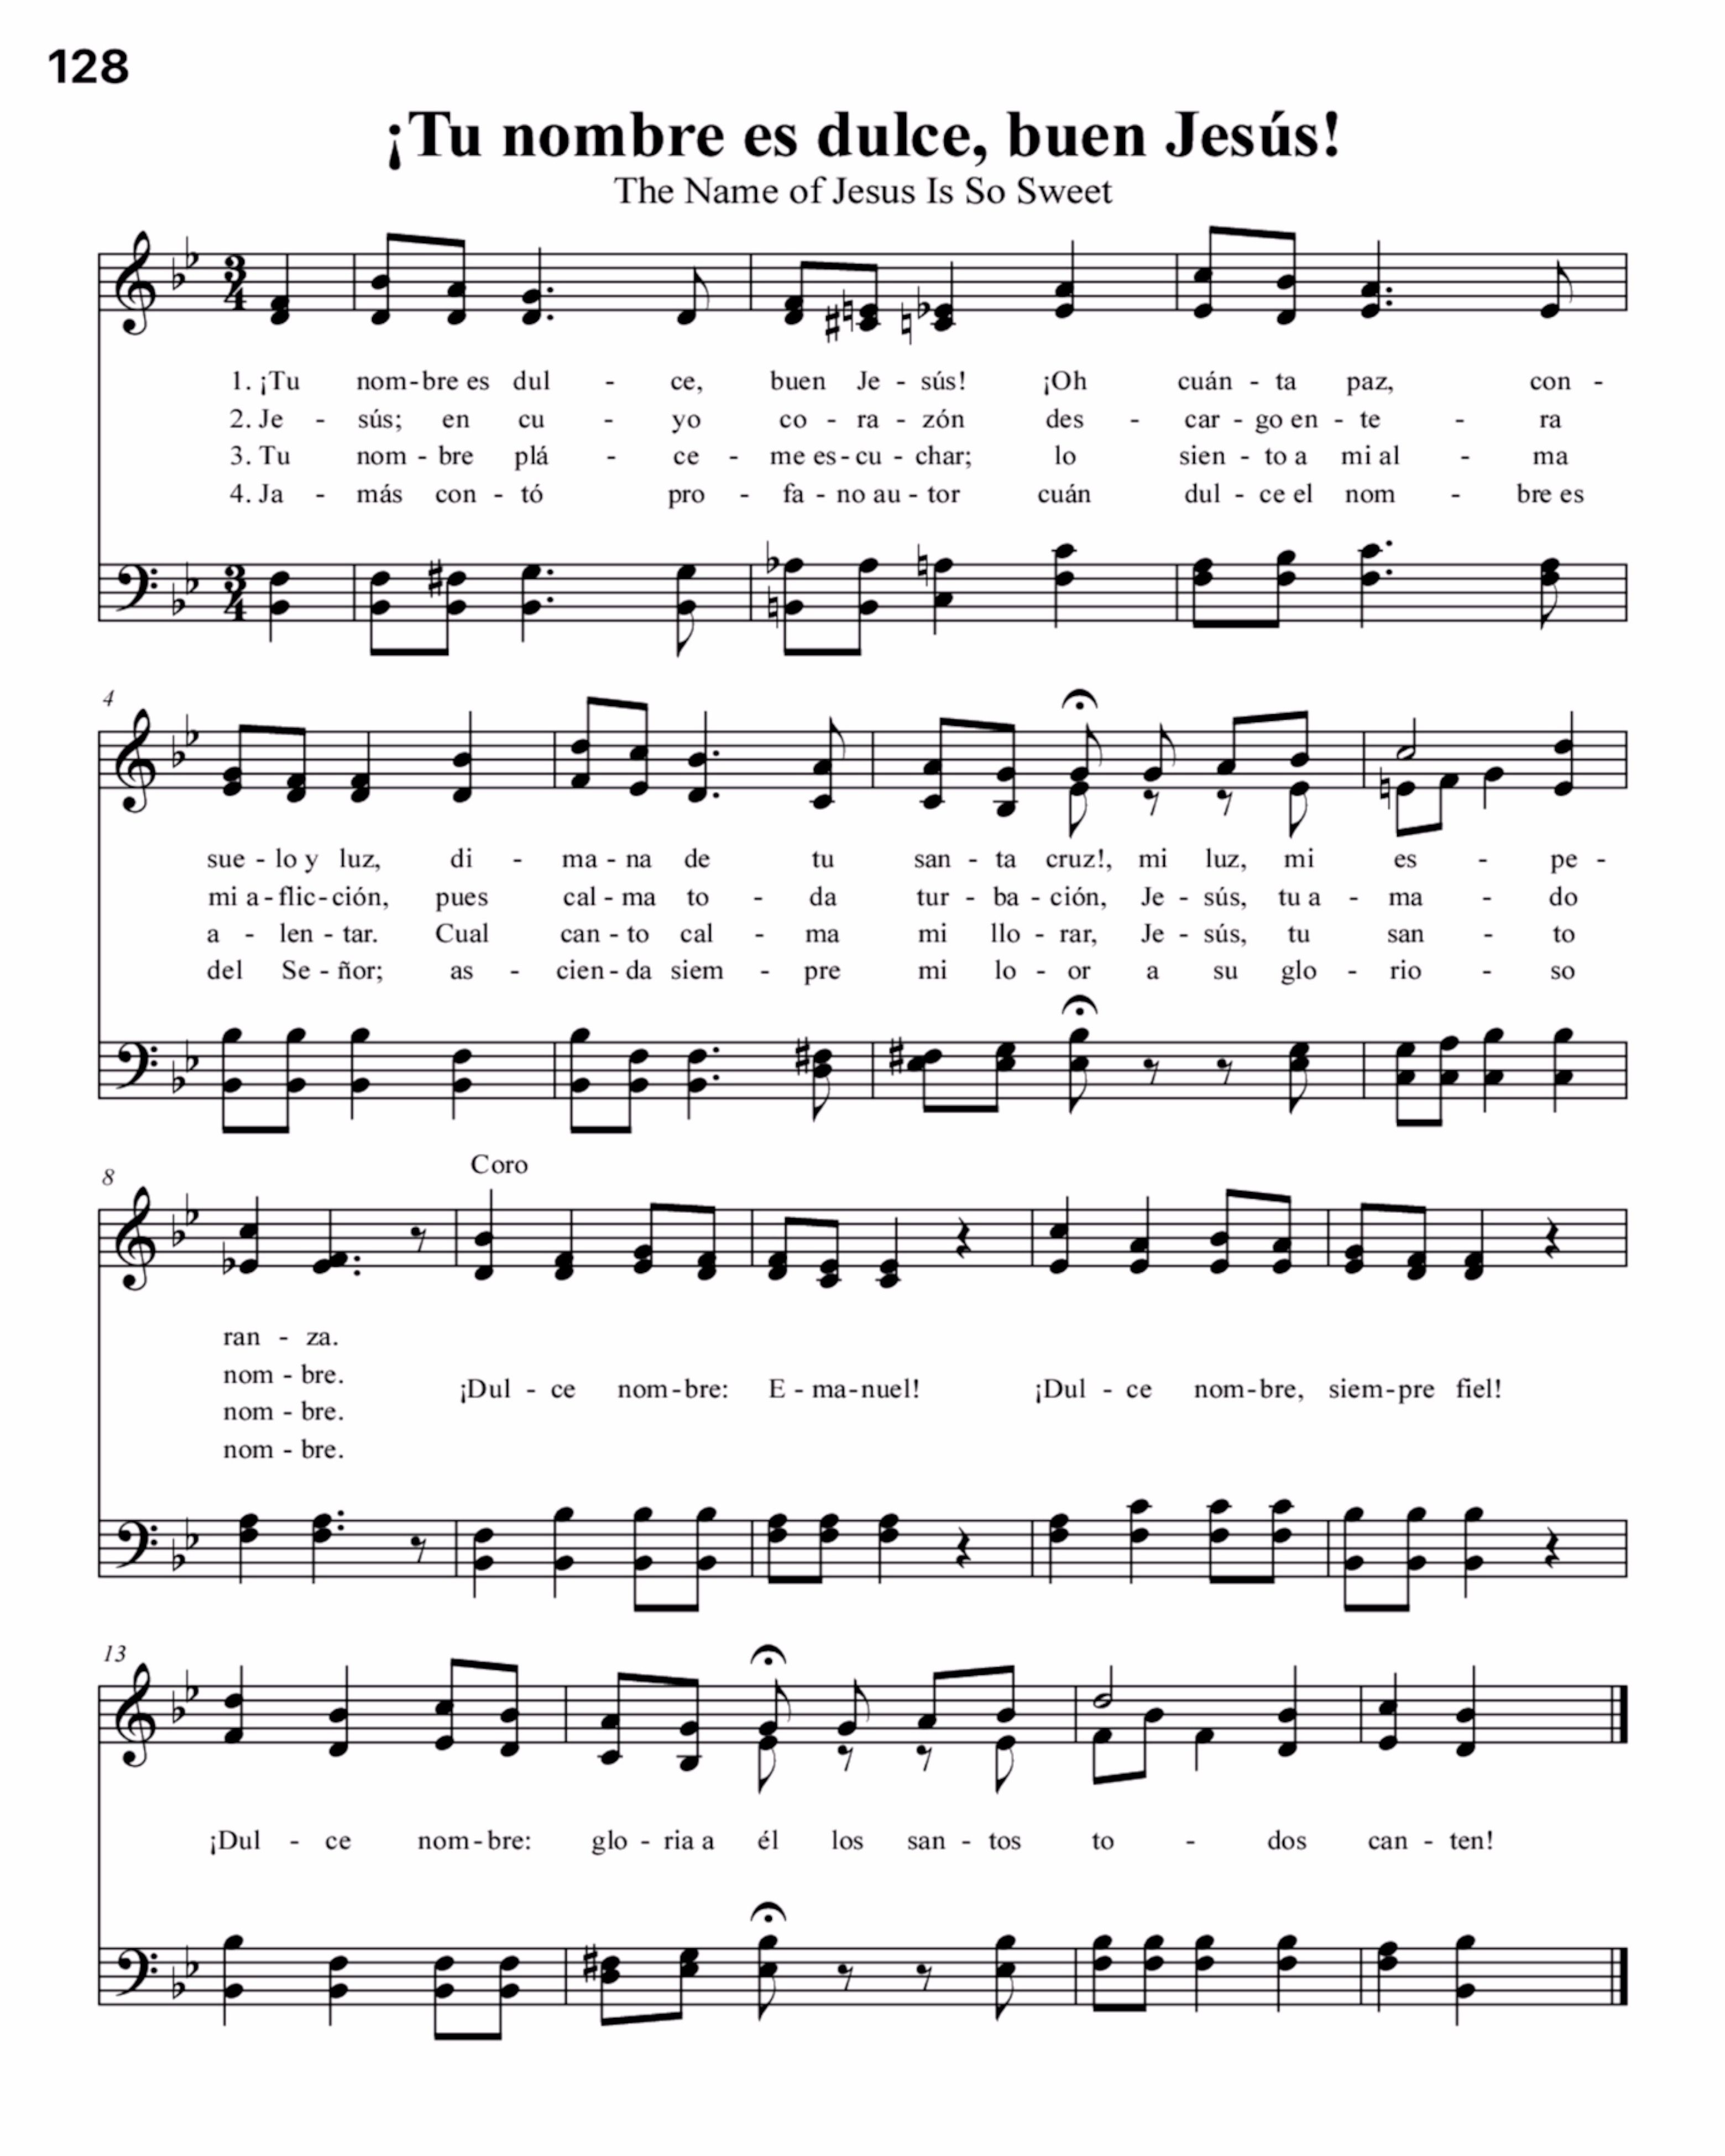 128
¡Tu nombre es dulce, buen Jesús!
The Name of Jesus Is So Sweet
1. ¡Tu nom - bre es dul - ce, buen Je - sús! ¡Oh cuán - ta paz, con -
2. Je - sús; en cu - yo co - ra - zón des - car - go en - te - ra
3. Tu nom - bre plá - ce - me es - cu - char; lo sien - to a mi al - ma
4. Ja - más con - tó pro - fa - no au - tor cuán dul - ce el nom - bre es
4
sue - lo y luz, di - ma - na de tu san - ta cruz!, mi luz, mi es - pe -
mi a - flic - ción, pues cal - ma to - da tur - ba - ción, Je - sús, tu a - ma - do
a - len - tar. Cual can - to cal - ma mi llo - rar, Je - sús, tu san - to
del Se - ñor; as - cien - da siem - pre mi lo - or a su glo - rio - so
8
Coro
ran - za.
nom - bre.
¡Dul - ce nom - bre: E - ma - nuel! ¡Dul - ce nom - bre, siem - pre fiel!
nom - bre.
nom - bre.
13
¡Dul - ce nom - bre: glo - ria a él los san - tos to - dos can - ten!